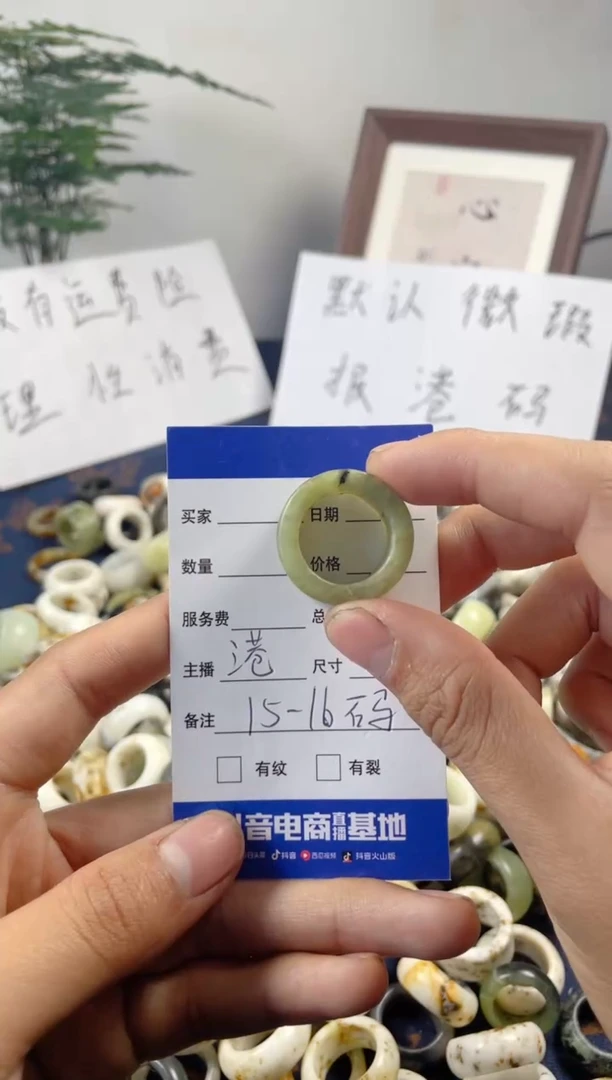 心
有运费险
理性消费
默认微瑕
报港码
买家 日期
数量 价格
服务费 总
主播 港 尺寸
备注 15-16码
有纹 有裂
音电商直播基地
抖音 西瓜视频 抖音火山版